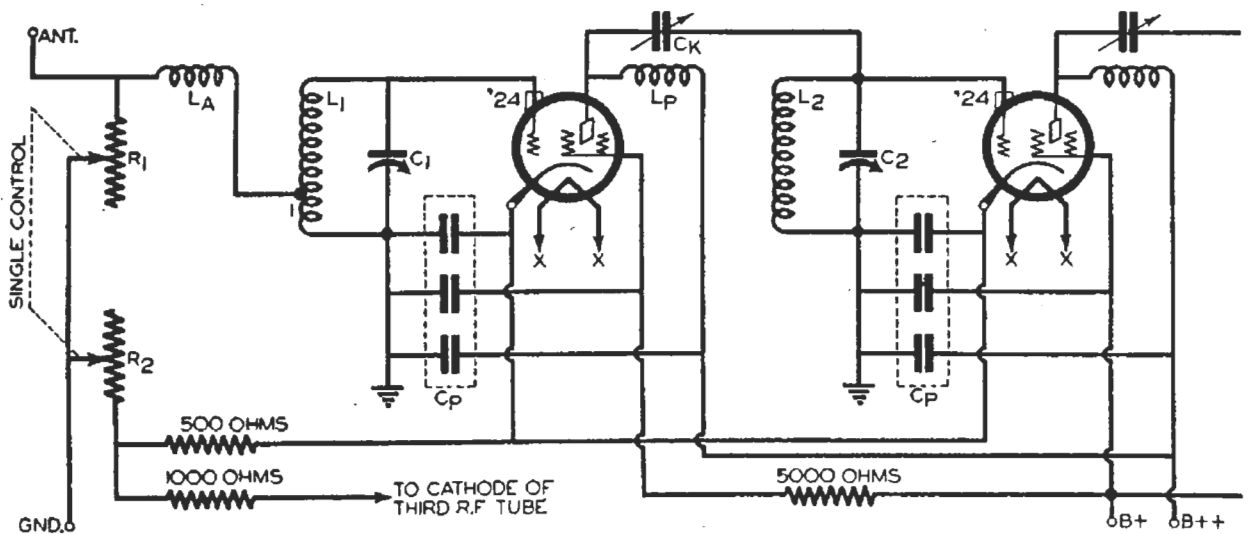 ANT.
LA
L1
1
C1
'24
LP
CK
L2
C2
'24
SINGLE CONTROL
R1
R2
X X
X X
CP
CP
500 OHMS
1000 OHMS
TO CATHODE OF
THIRD R.F TUBE
5000 OHMS
GND.
B+
B++